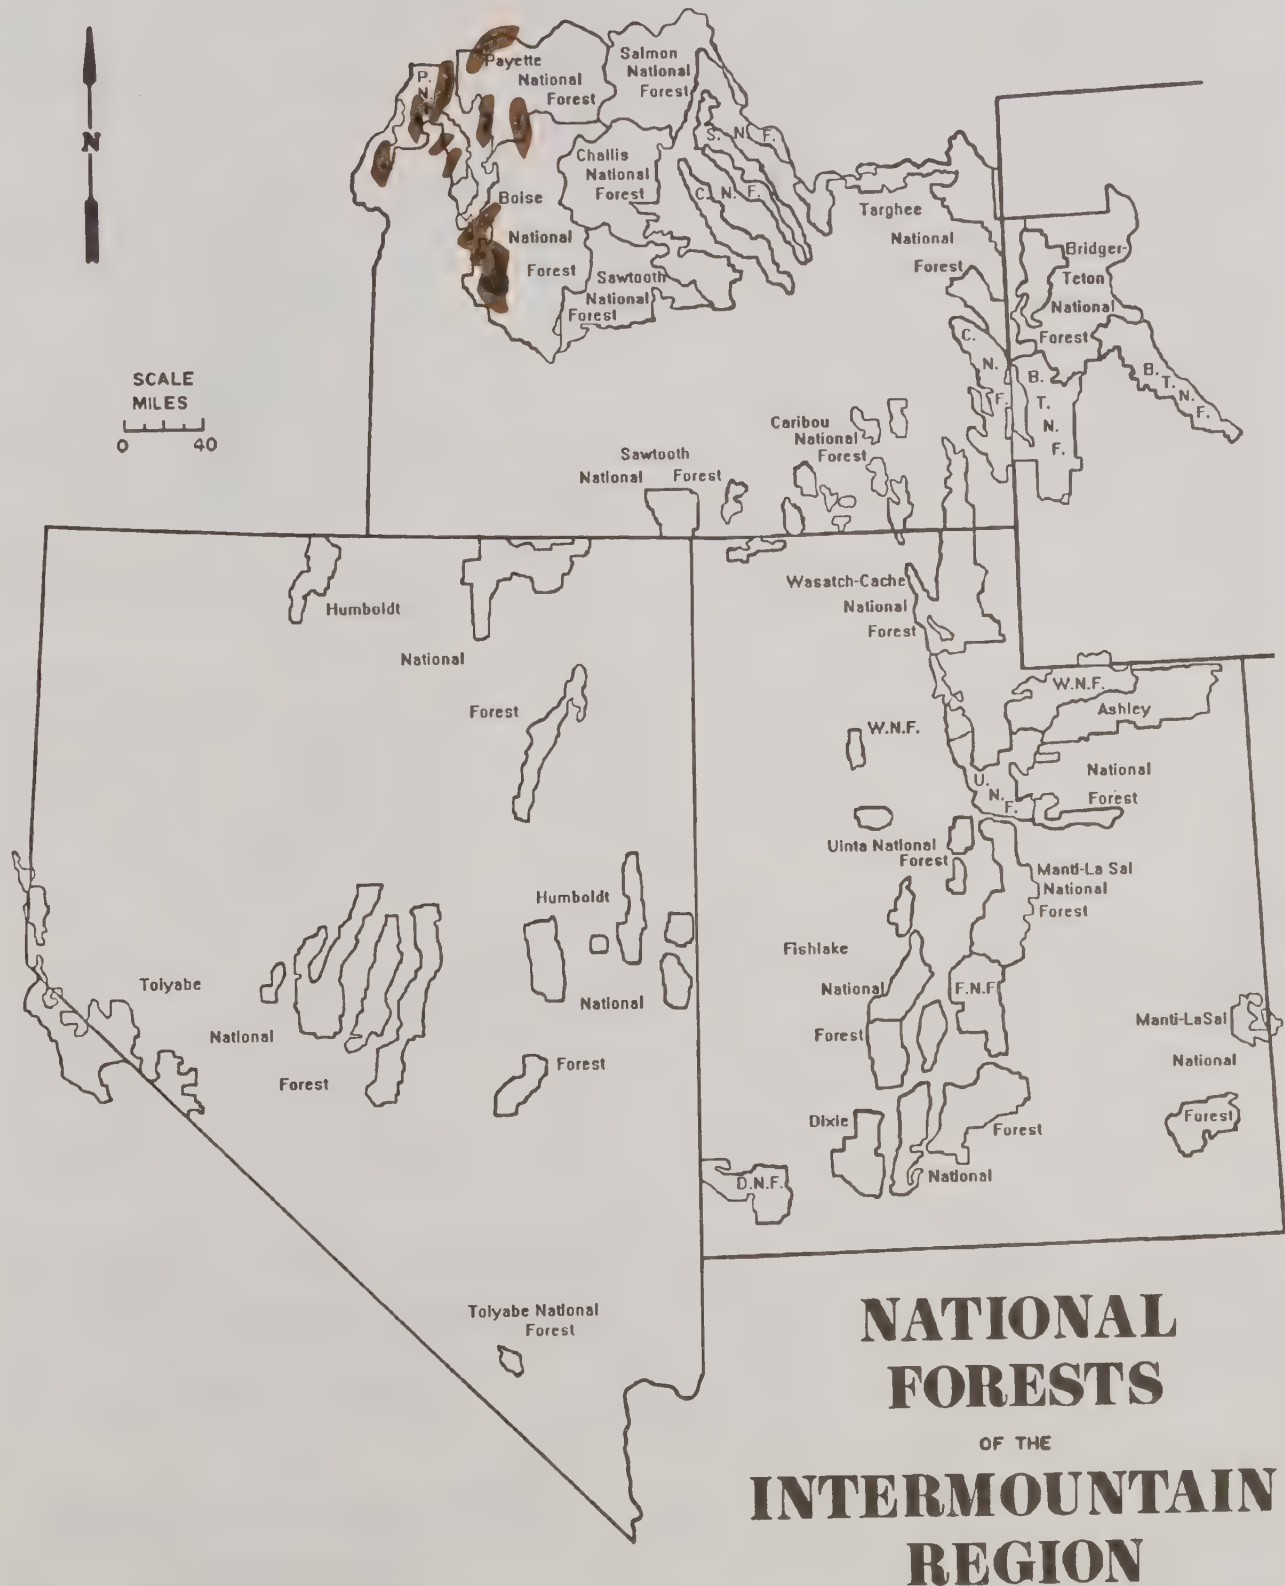 N
SCALE
MILES
0 40
Payette
National
Forest
P.
N.
Salmon
National
Forest
S. N. F.
Challis
National
Forest
C. N. F.
Boise
National
Forest
Sawtooth
National
Forest
Targhee
National
Forest
Bridger-
Teton
National
Forest
C.
N.
F.
B.
T.
N.
F.
B.
T.
N.
F.
Caribou
National
Forest
Sawtooth
National Forest
Humboldt
National
Forest
Wasatch-Cache
National
Forest
W.N.F.
Ashley
National
Forest
W.N.F.
U.
N.
F.
Uinta National
Forest
Manti-La Sal
National
Forest
Humboldt
National
Forest
Toiyabe
National
Forest
Fishlake
National
Forest
F.N.F
Manti-LaSal
National
Forest
Dixie
National
Forest
D.N.F.
Toiyabe National
Forest
NATIONAL
FORESTS
OF THE
INTERMOUNTAIN
REGION